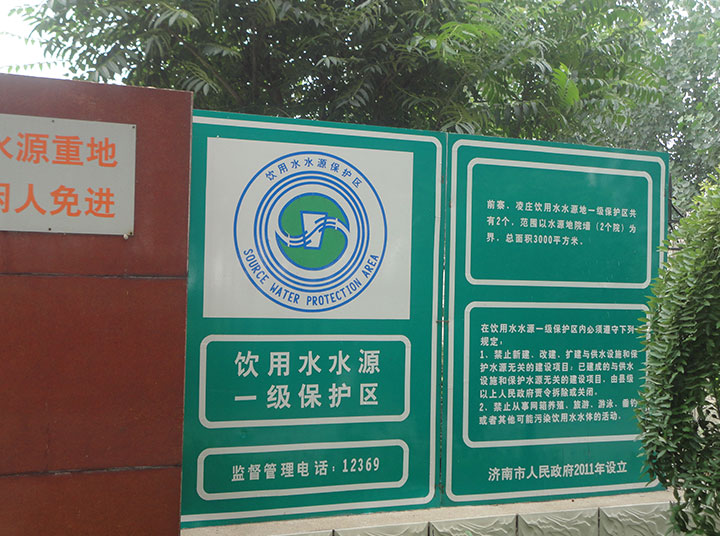 水源重地
闲人免进
饮用水水源保护区
SOURCE WATER PROTECTION AREA
饮用水水源
一级保护区
监督管理电话：12369
前寨、凌庄饮用水水源地一级保护区共
有2个，范围以水源地院墙（2个院）为
界，总面积3000平方米。
在饮用水水源一级保护区内必须遵守下列
规定：
1、禁止新建、改建、扩建与供水设施和保
护水源无关的建设项目；已建成的与供水
设施和保护水源无关的建设项目，由县级
以上人民政府责令拆除或关闭。
2、禁止从事网箱养殖、旅游、游泳、垂钓
或者其他可能污染饮用水水体的活动。
济南市人民政府2011年设立